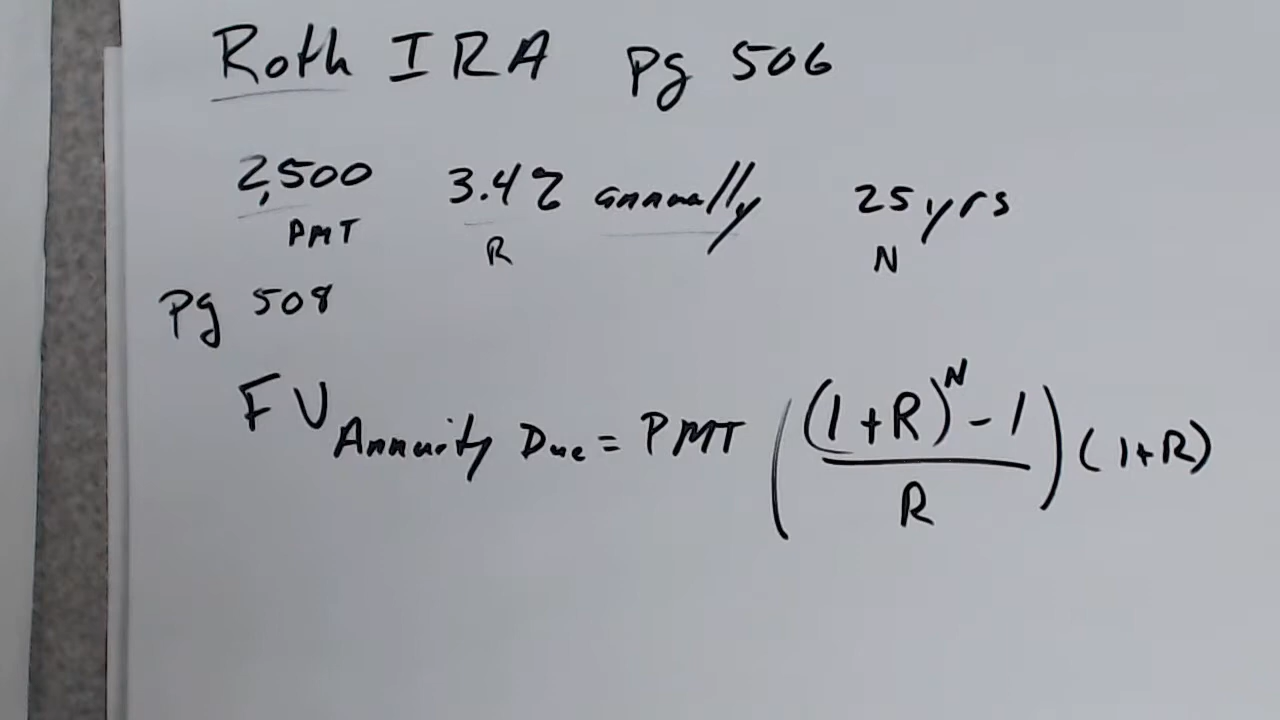 Roth IRA pg 506
2,500 3.4% annually 25 yrs
PMT R N
Pg 508
FV Annuity Due = PMT (((1+R)^N - 1) / R) (1+R)